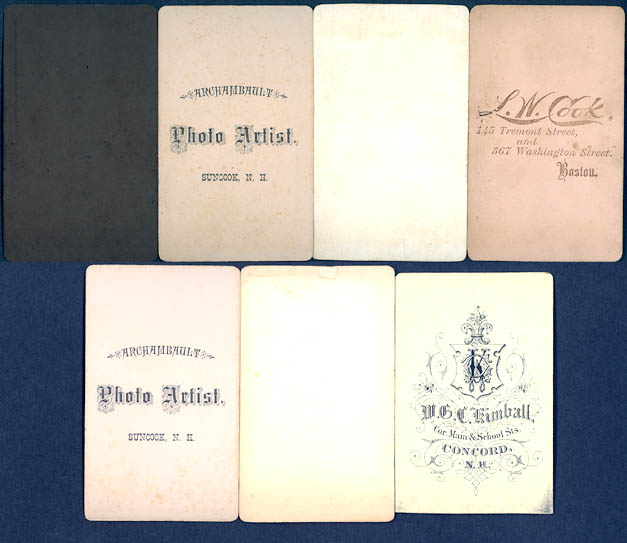 ARCHAMBAULT
Photo Artist.
SUNCOOK, N. H.
L. W. Cook.
145 Tremont Street,
and
367 Washington Street.
Boston.
ARCHAMBAULT
Photo Artist.
SUNCOOK, N. H.
W. G. C. Kimball,
Cor. Main & School Sts.
CONCORD,
N. H.